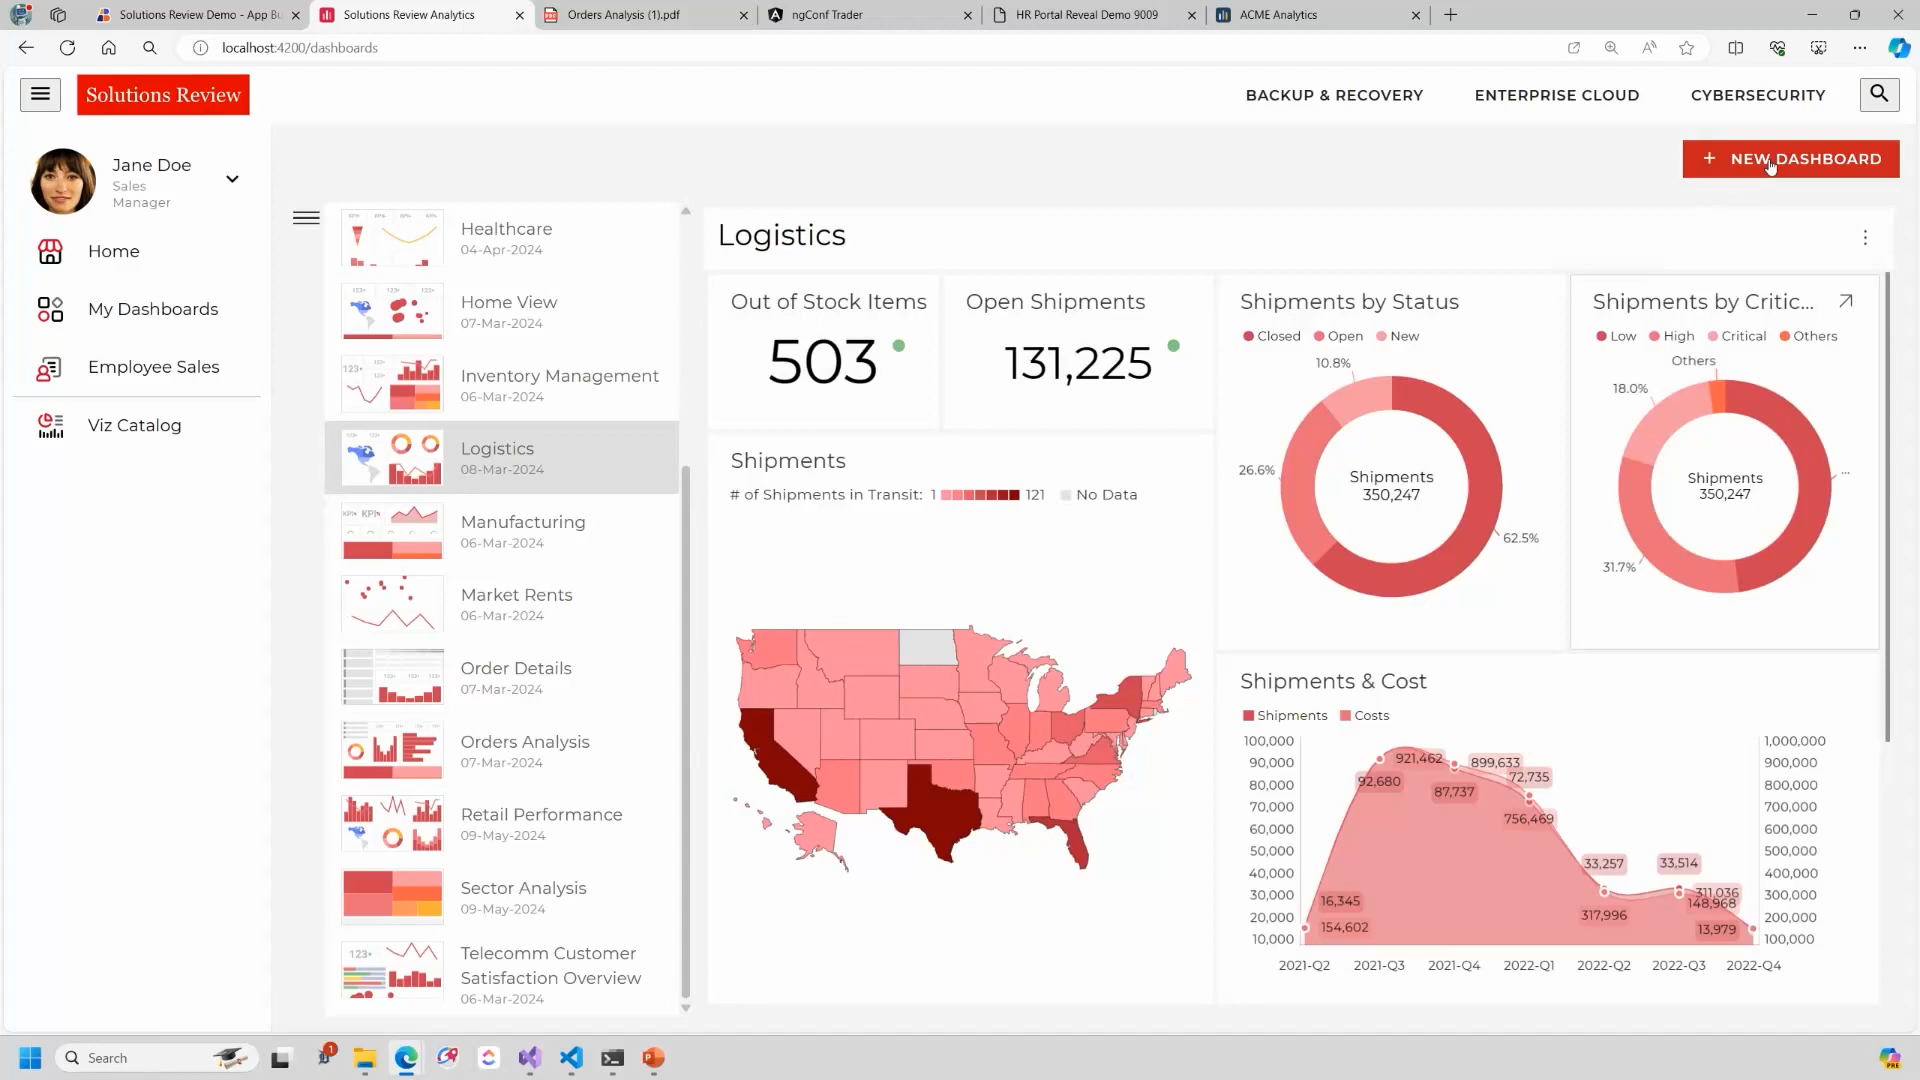 Solutions Review Demo - App Bu
Solutions Review Analytics
Orders Analysis (1).pdf
ngConf Trader
HR Portal Reveal Demo 9009
ACME Analytics
localhost:4200/dashboards
Solutions Review
BACKUP & RECOVERY
ENTERPRISE CLOUD
CYBERSECURITY
Jane Doe
Sales
Manager
Home
My Dashboards
Employee Sales
Viz Catalog
+ NEW DASHBOARD
Healthcare
04-Apr-2024
Home View
07-Mar-2024
Inventory Management
06-Mar-2024
Logistics
08-Mar-2024
Manufacturing
06-Mar-2024
Market Rents
06-Mar-2024
Order Details
07-Mar-2024
Orders Analysis
07-Mar-2024
Retail Performance
09-May-2024
Sector Analysis
09-May-2024
Telecomm Customer
Satisfaction Overview
06-Mar-2024
Logistics
Out of Stock Items
503
Open Shipments
131,225
Shipments
# of Shipments in Transit: 1 121 No Data
Shipments by Status
Closed Open New
10.8%
26.6%
62.5%
Shipments
350,247
Shipments by Critic...
Low High Critical Others
Others
18.0%
31.7%
...
Shipments
350,247
Shipments & Cost
Shipments Costs
100,000
90,000
80,000
70,000
60,000
50,000
40,000
30,000
20,000
10,000
1,000,000
900,000
800,000
700,000
600,000
500,000
400,000
300,000
200,000
100,000
16,345
154,602
921,462
92,680
899,633
87,737
72,735
756,469
33,257
317,996
33,514
311,036
148,968
13,979
2021-Q2 2021-Q3 2021-Q4 2022-Q1 2022-Q2 2022-Q3 2022-Q4
Search
1
PRE